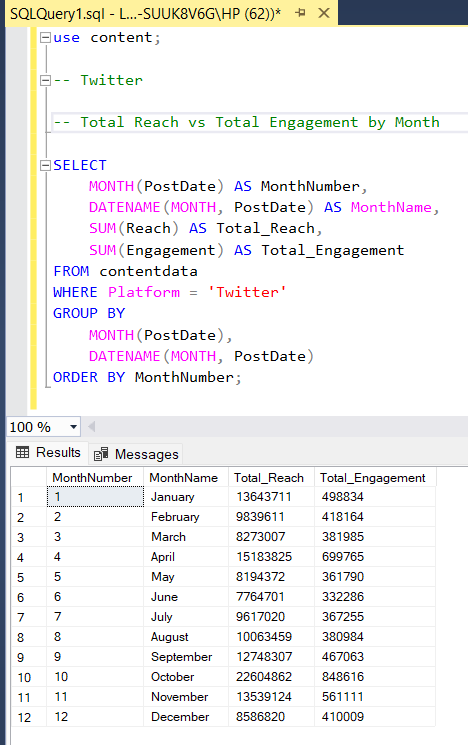 SQLQuery1.sql - L...-SUUK8V6G\HP (62))*
use content;
-- Twitter
-- Total Reach vs Total Engagement by Month
SELECT
MONTH(PostDate) AS MonthNumber,
DATENAME(MONTH, PostDate) AS MonthName,
SUM(Reach) AS Total_Reach,
SUM(Engagement) AS Total_Engagement
FROM contentdata
WHERE Platform = 'Twitter'
GROUP BY
MONTH(PostDate),
DATENAME(MONTH, PostDate)
ORDER BY MonthNumber;
100 %
Results Messages
MonthNumber MonthName Total_Reach Total_Engagement
1 1 January 13643711 498834
2 2 February 9839611 418164
3 3 March 8273007 381985
4 4 April 15183825 699765
5 5 May 8194372 361790
6 6 June 7764701 332286
7 7 July 9617020 367255
8 8 August 10063459 380984
9 9 September 12748307 467063
10 10 October 22604862 848616
11 11 November 13539124 561111
12 12 December 8586820 410009